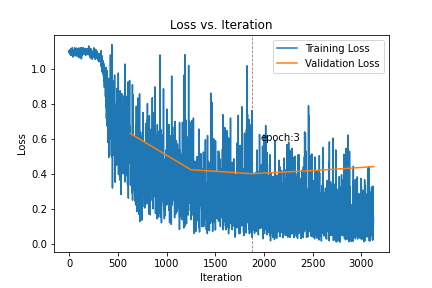 Loss vs. Iteration
Training Loss
Validation Loss
epoch:3
Loss
1.0
0.8
0.6
0.4
0.2
0.0
0
500
1000
1500
2000
2500
3000
Iteration